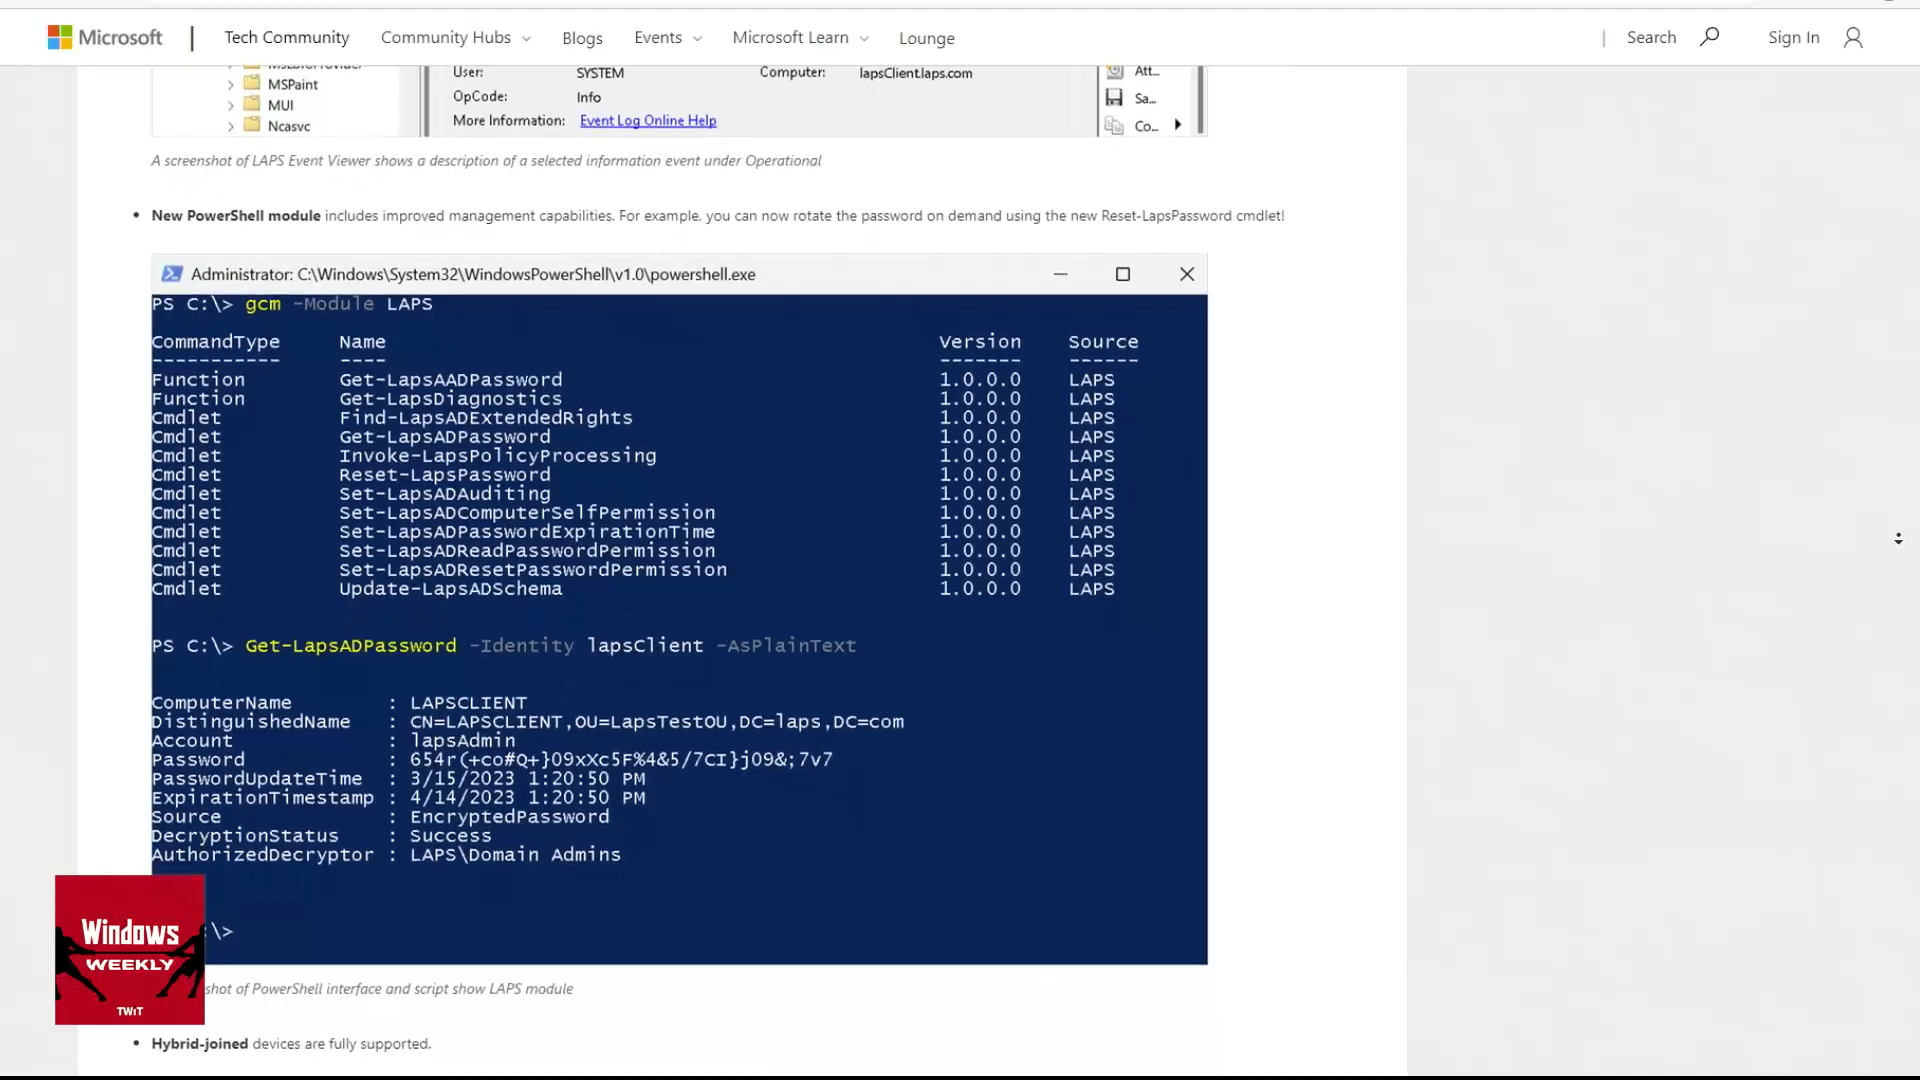 Microsoft | Tech Community Community Hubs Blogs Events Microsoft Learn Lounge | Search Sign In
User: SYSTEM Computer: lapsClient.laps.com Att...
MSPaint
OpCode: Info Sa...
MUI
More Information: Event Log Online Help Co...
Ncasvc
A screenshot of LAPS Event Viewer shows a description of a selected information event under Operational
• New PowerShell module includes improved management capabilities. For example, you can now rotate the password on demand using the new Reset-LapsPassword cmdlet!
Administrator: C:\Windows\System32\WindowsPowerShell\v1.0\powershell.exe
PS C:\> gcm -Module LAPS
CommandType Name Version Source
----------- ---- ------- ------
Function Get-LapsAADPassword 1.0.0.0 LAPS
Function Get-LapsDiagnostics 1.0.0.0 LAPS
Cmdlet Find-LapsADExtendedRights 1.0.0.0 LAPS
Cmdlet Get-LapsADPassword 1.0.0.0 LAPS
Cmdlet Invoke-LapsPolicyProcessing 1.0.0.0 LAPS
Cmdlet Reset-LapsPassword 1.0.0.0 LAPS
Cmdlet Set-LapsADAuditing 1.0.0.0 LAPS
Cmdlet Set-LapsADComputerSelfPermission 1.0.0.0 LAPS
Cmdlet Set-LapsADPasswordExpirationTime 1.0.0.0 LAPS
Cmdlet Set-LapsADReadPasswordPermission 1.0.0.0 LAPS
Cmdlet Set-LapsADResetPasswordPermission 1.0.0.0 LAPS
Cmdlet Update-LapsADSchema 1.0.0.0 LAPS
PS C:\> Get-LapsADPassword -Identity lapsClient -AsPlainText
ComputerName : LAPSCLIENT
DistinguishedName : CN=LAPSCLIENT,OU=LapsTestOU,DC=laps,DC=com
Account : lapsAdmin
Password : 654r(+co#Q+}09xXc5F%4&5/7CI}j09&;7v7
PasswordUpdateTime : 3/15/2023 1:20:50 PM
ExpirationTimestamp : 4/14/2023 1:20:50 PM
Source : EncryptedPassword
DecryptionStatus : Success
AuthorizedDecryptor : LAPS\Domain Admins
:\>
Windows
WEEKLY
TWiT
shot of PowerShell interface and script show LAPS module
• Hybrid-joined devices are fully supported.